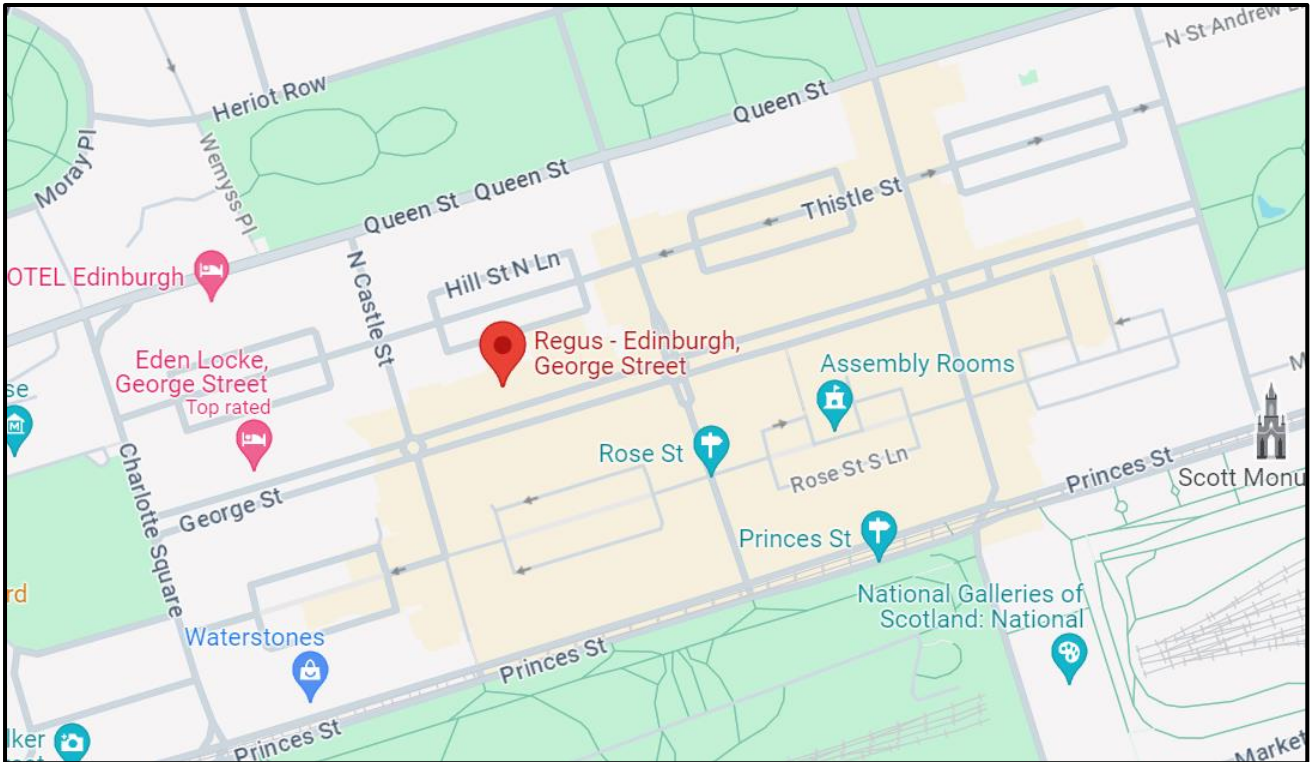 N St Andrew
Heriot Row
Queen St
Moray Pl
Wemyss Pl
Thistle St
Queen St Queen St
OTEL Edinburgh
N Castle St
Hill St N Ln
Regus - Edinburgh,
George Street
Eden Locke,
George Street
Top rated
Assembly Rooms
se
M
Charlotte Square
Rose St
Rose St S Ln
Princes St
Scott Monu
George St
Princes St
rd
National Galleries of
Scotland: National
Waterstones
Princes St
lker
Princes St
Market